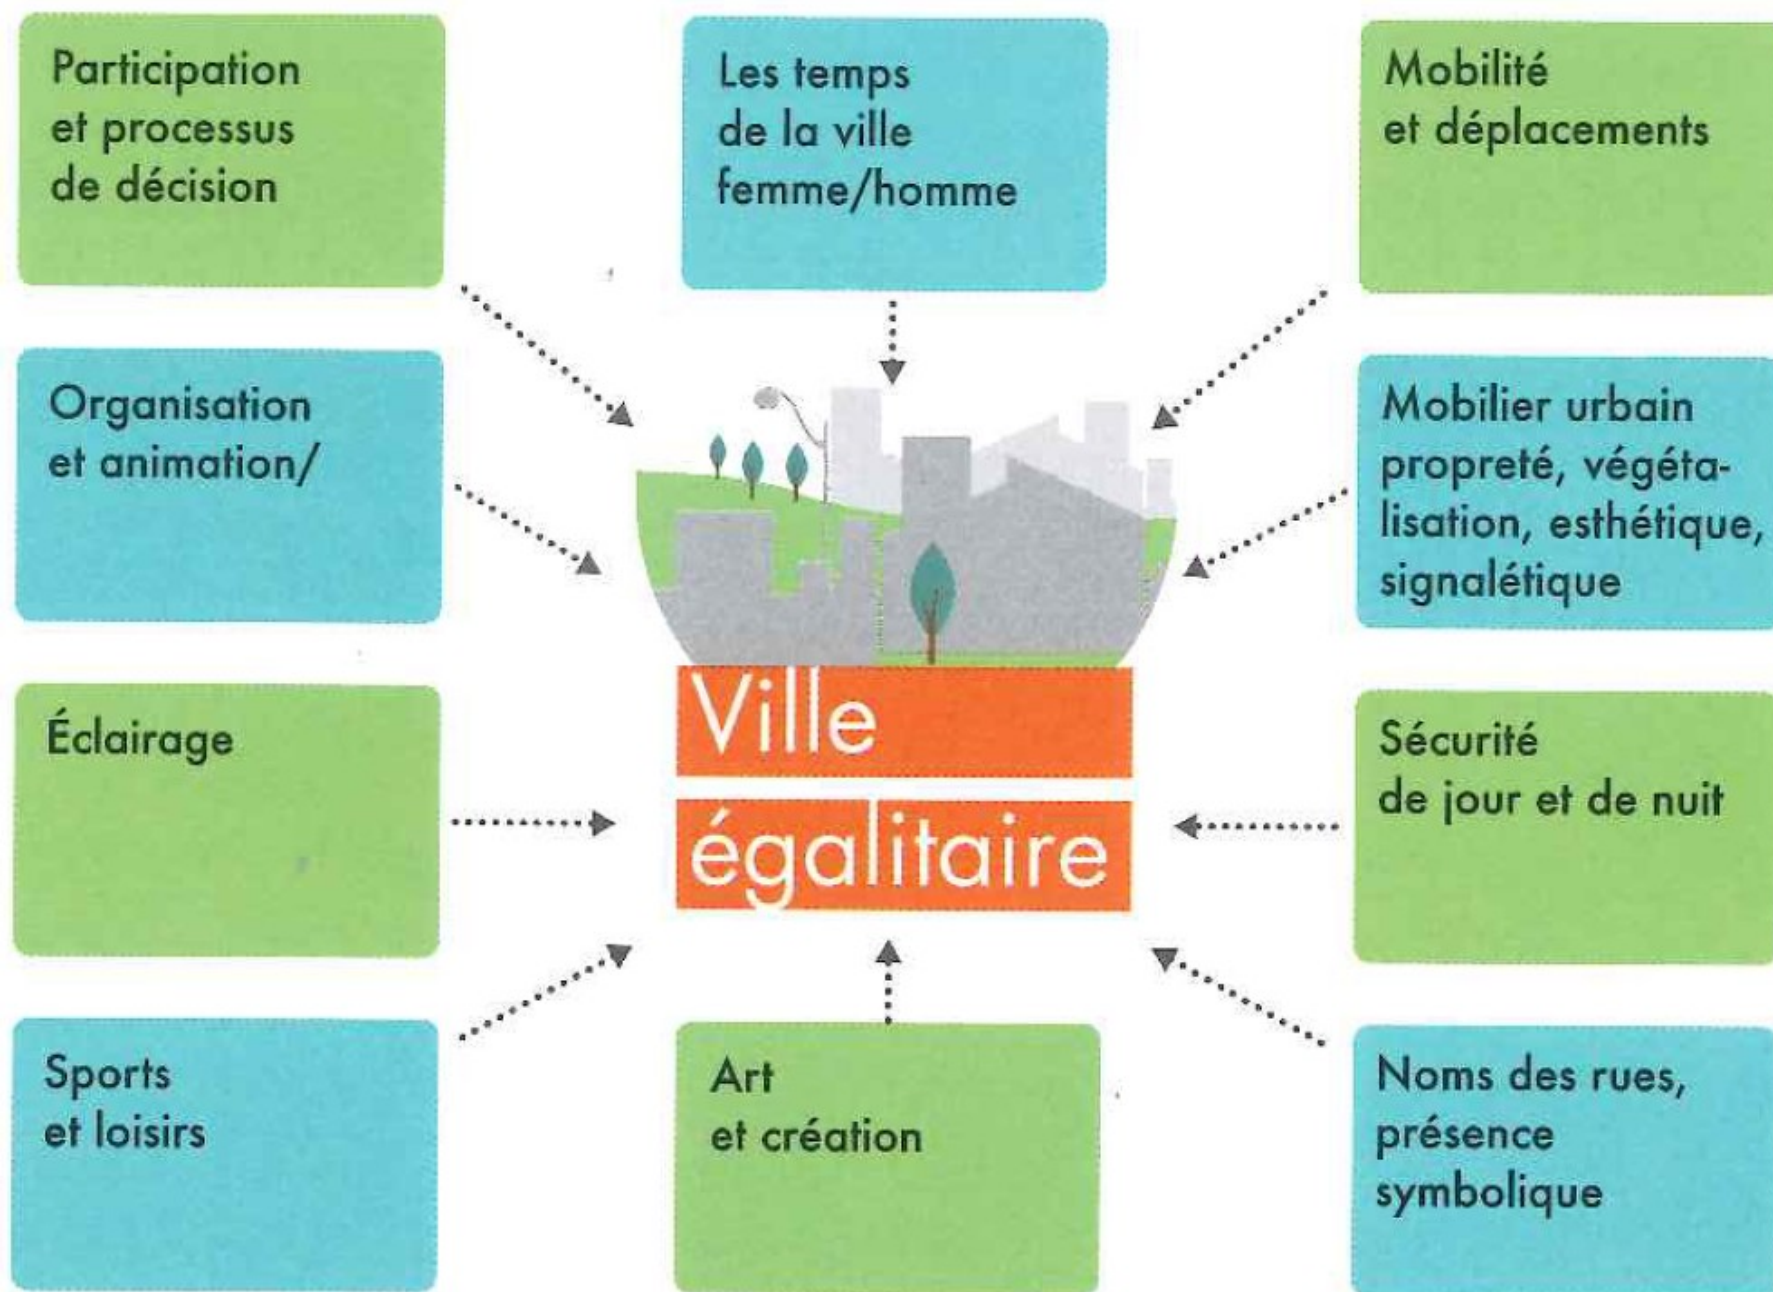 Participation
et processus
de décision
Les temps
de la ville
femme/homme
Mobilité
et déplacements
Organisation
et animation/
Mobilier urbain
propreté, végéta-
lisation, esthétique,
signalétique
Ville
égalitaire
Éclairage
Sécurité
de jour et de nuit
Sports
et loisirs
Art
et création
Noms des rues,
présence
symbolique